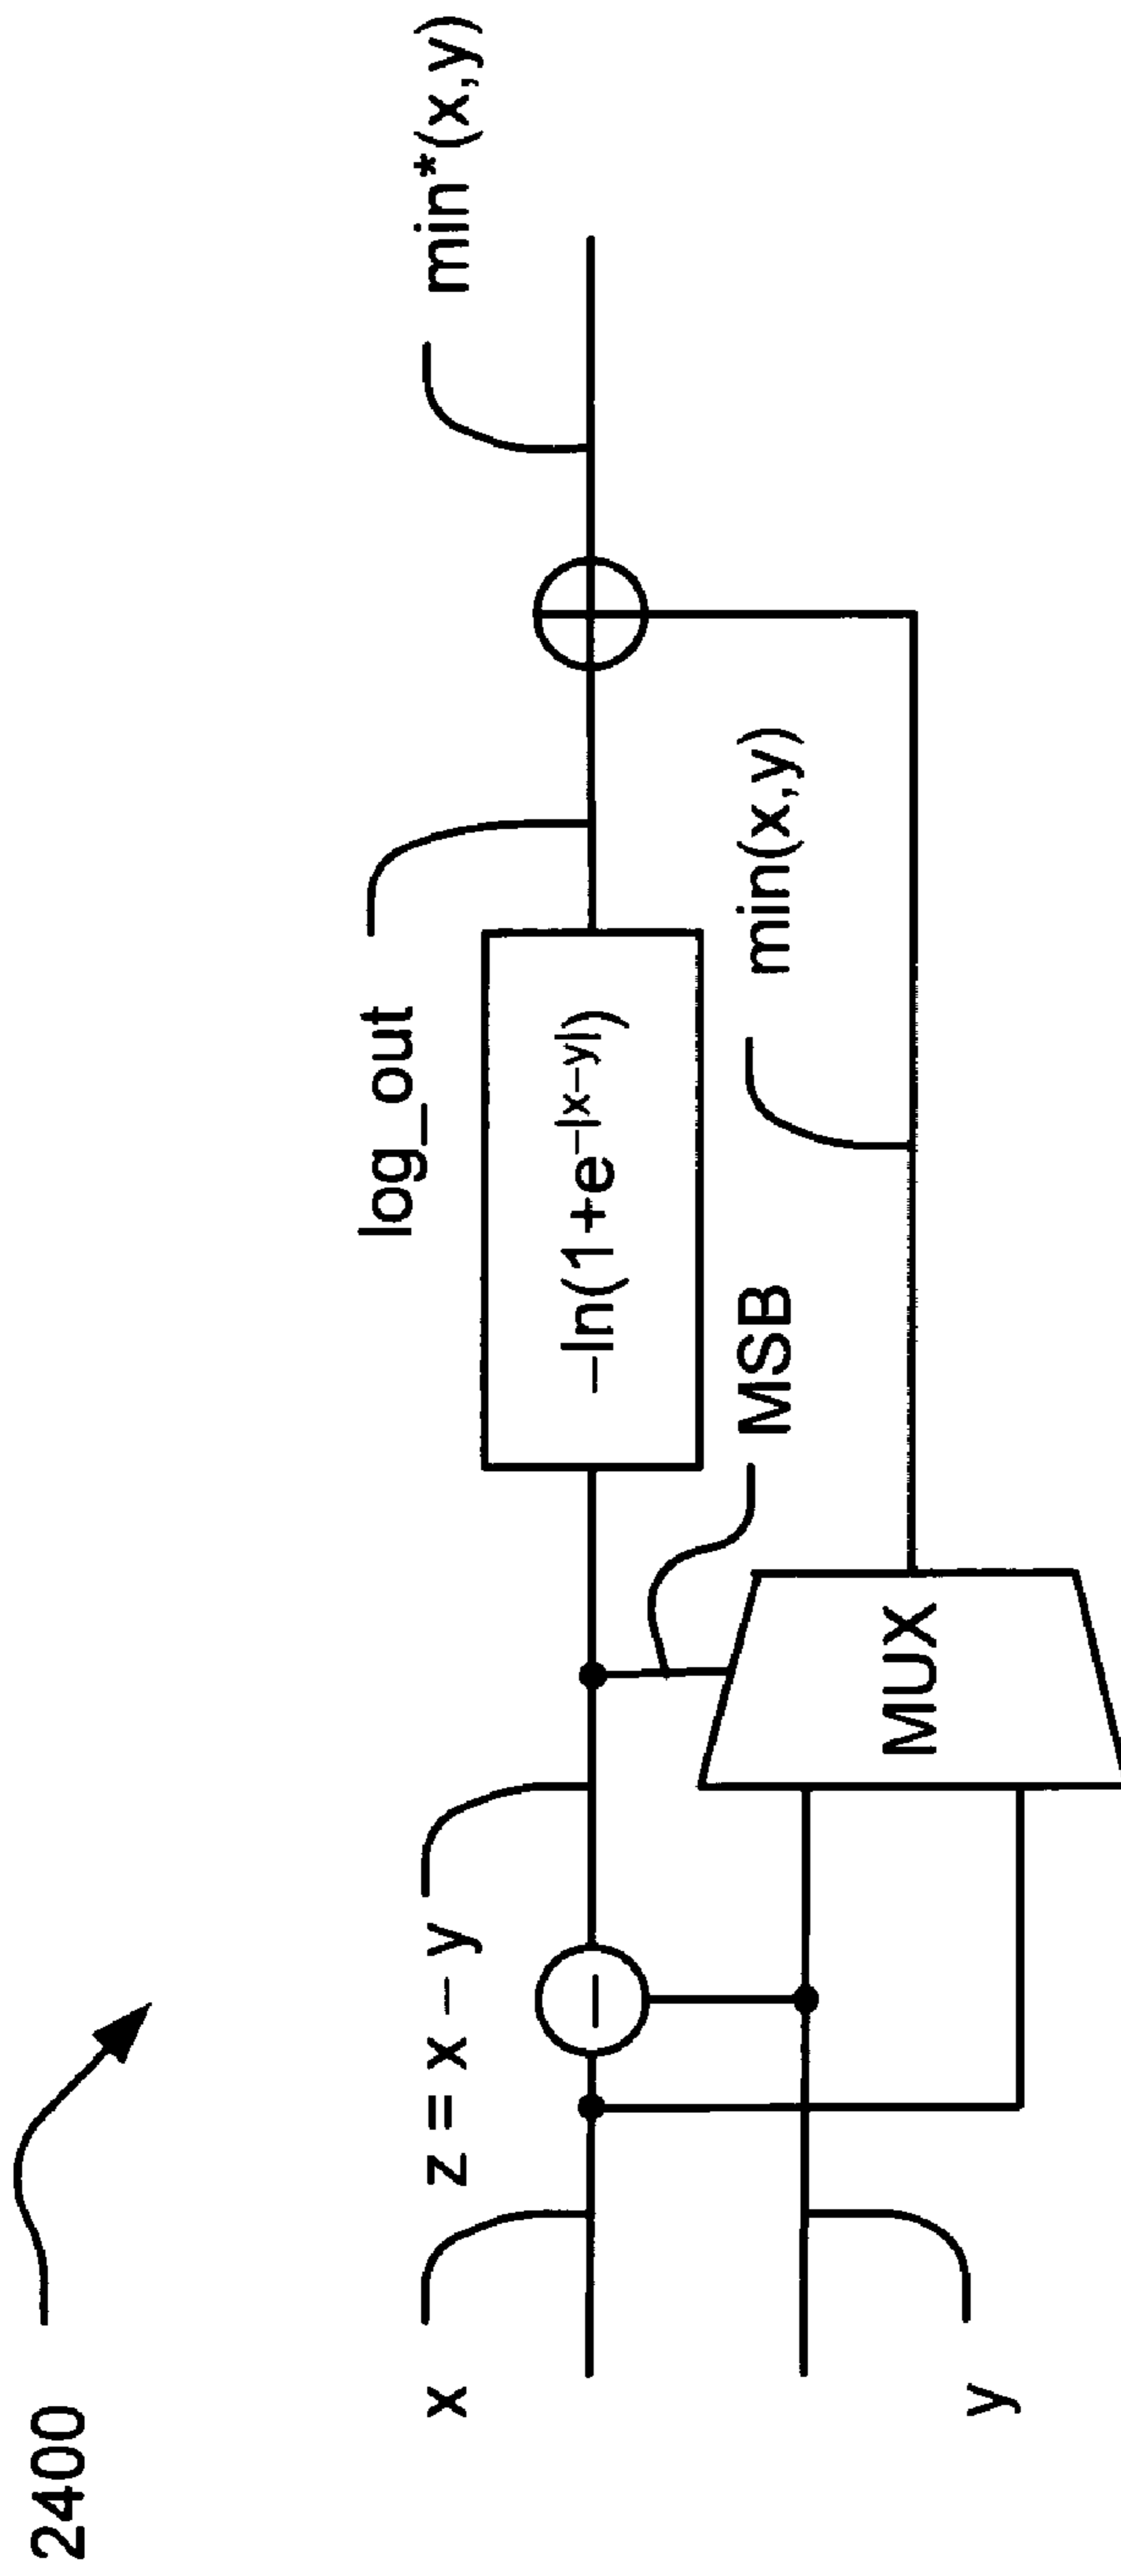 2400
x
z = x – y
log_out
min*(x,y)
–
–ln(1+e^–|x–y|)
MSB
min(x,y)
MUX
y